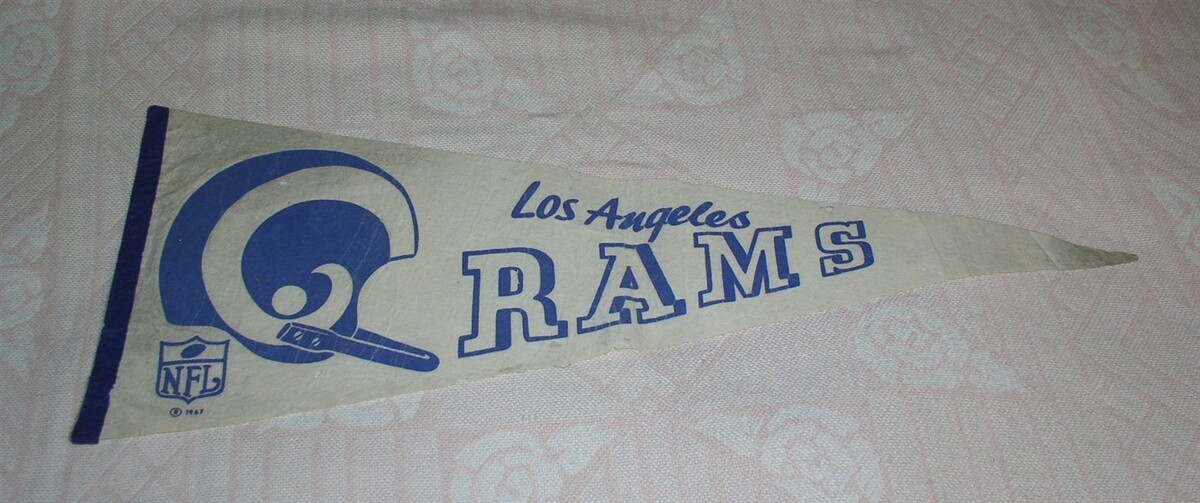 Los Angeles
RAMS
NFL
® 1967